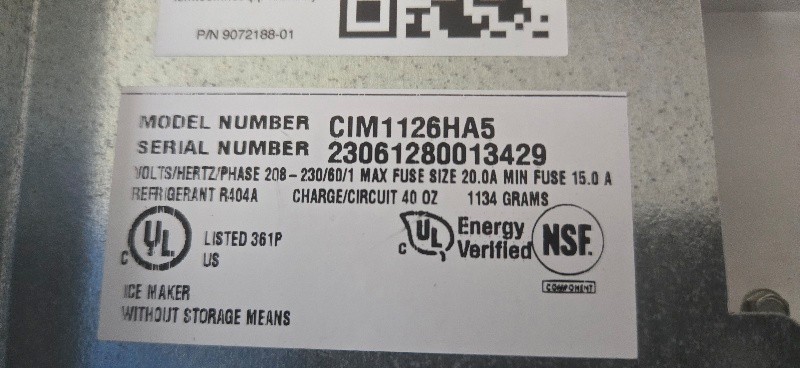 P/N 9072188-01
MODEL NUMBER CIM1126HA5
SERIAL NUMBER 23061280013429
VOLTS/HERTZ/PHASE 208-230/60/1 MAX FUSE SIZE 20.0A MIN FUSE 15.0 A
REFRIGERANT R404A CHARGE/CIRCUIT 40 OZ 1134 GRAMS
C UL LISTED 361P
US
C UL Energy
Verified
NSF.
COMPONENT
ICE MAKER
WITHOUT STORAGE MEANS